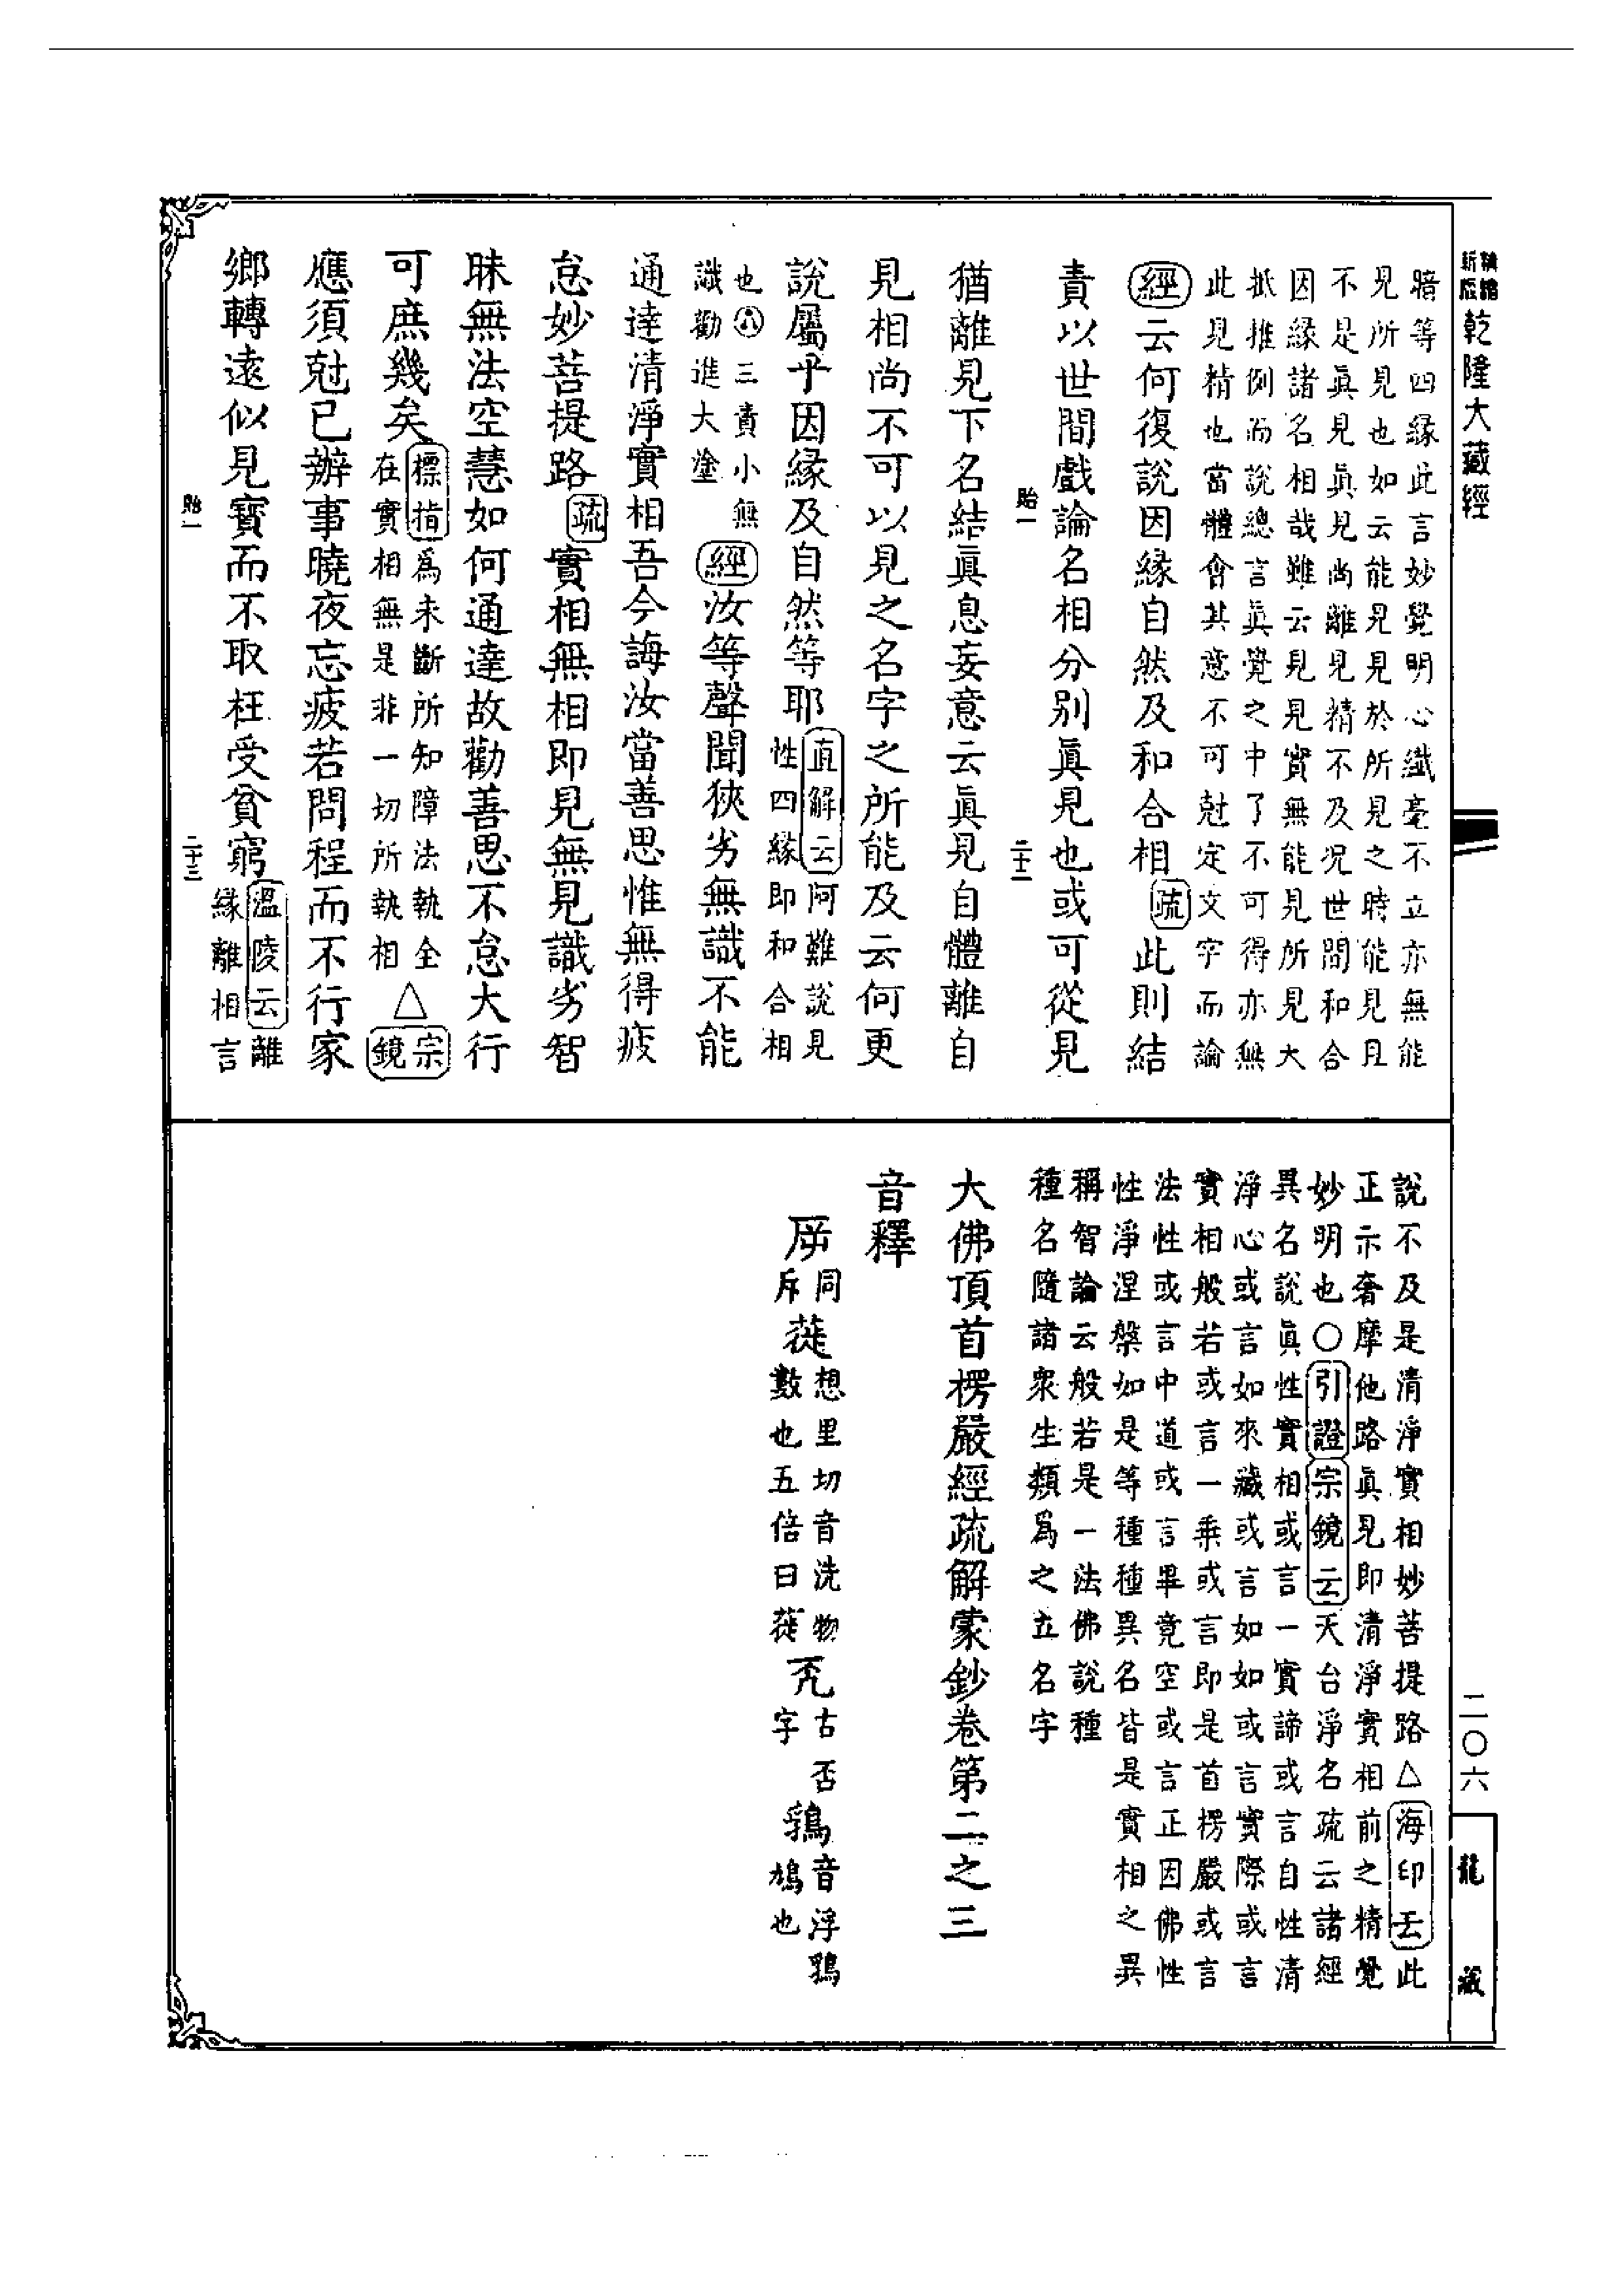 乾隆大藏經
暗等四緣此言妙覺明心纖毫不立亦無能
見所見也如云能見見於所見之時能見且
不是眞見眞見尚離見精不及况世間和合
因緣諸名相哉雖云見見實無能見所見大
抵推例而說總言眞覺之中了不可得亦無
此見精也當體會其意不可尅定文字而論
經云何復說因緣自然及和合相疏此則結
責以世間戲論名相分別眞見也或可從見
貽一 二十二
猶離見下名結眞息妄意云眞見自體離自
見相尚不可以見之名字之所能及云何更
說屬乎因緣及自然等耶直解云阿難說見
性四緣即和合相
也 三責小無
識勸進大塗
經汝等聲聞狹劣無識不能
通達清淨實相吾今誨汝當善思惟無得疲
怠妙菩提路疏實相無相即見無見識劣智
昧無法空慧如何通達故勸善思不怠大行
可庶幾矣標指爲未斷所知障法執全
在實相無是非一切所執相△宗鏡
應須尅已辦事曉夜忘疲若問程而不行家
鄉轉遠似見寳而不取枉受貧窮溫陵云離
緣離相言
貽一 二十三
說不及是清淨實相妙菩提路△海印云此
正示奢摩他路眞見即清淨實相前之精覺
妙明也○引證宗鏡云天台淨名疏云諸經
異名說眞性實相或言一實諦或言自性清
淨心或言如來藏或言如如或言實際或言
實相般若或言一乘或言即是首楞嚴或言
法性或言中道或言畢竟空或言正因佛性
性淨涅槃如是等種種異名皆是實相之異
稱智論云般若是一法佛說種
種名隨諸衆生類爲之立名字
大佛頂首楞嚴經疏解蒙鈔卷第二之三
音釋
㡿同
斥
蓰想里切音洗物
數也五倍曰蓰
兂古否
字
鵓音浮鵶
鳩也
二〇六
龍藏